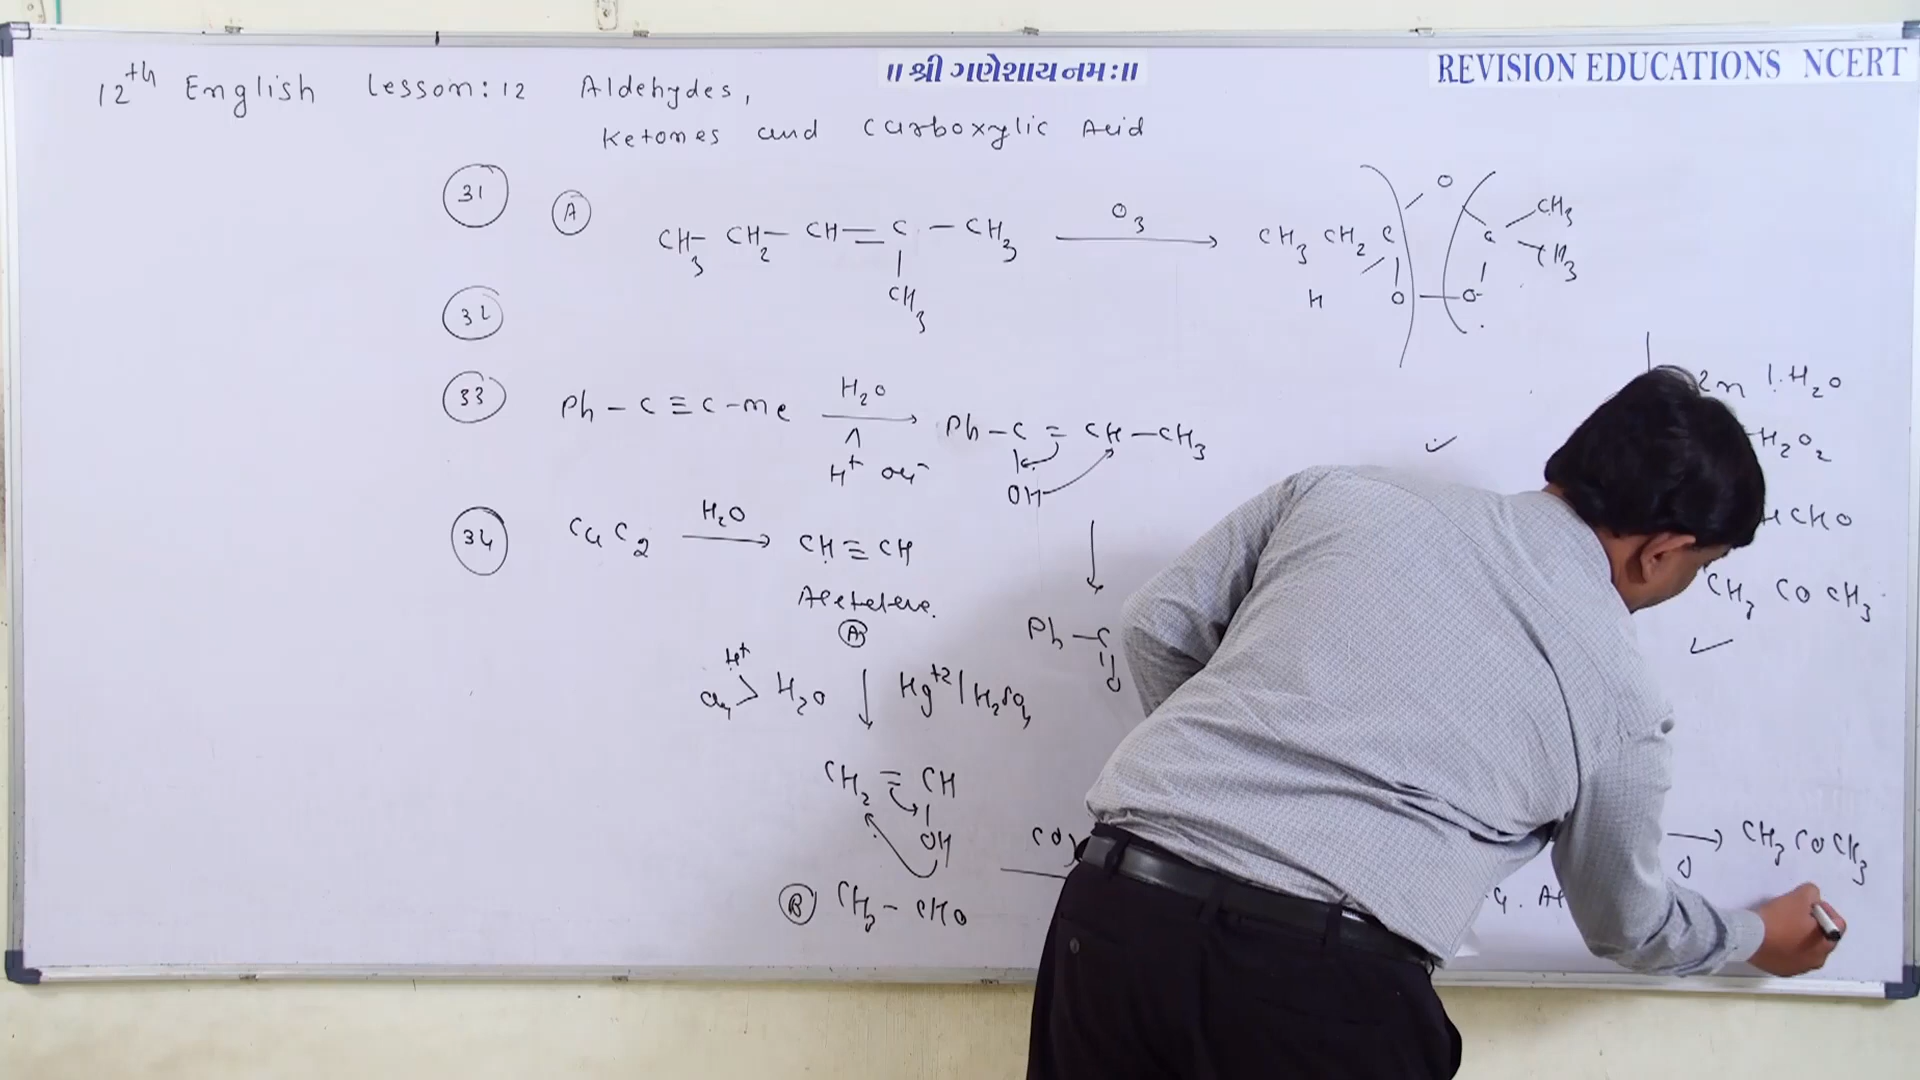 12th English Lesson: 12 Aldehydes,
Ketones and Carboxylic Acid
॥ શ્રી ગણેશાય નમઃ ॥
REVISION EDUCATIONS NCERT
31
A
CH3 - CH2 - CH = C - CH3
CH3
O3
CH3 CH2 C
H
O
O
O
C
CH3
CH3
32
Zn / H2O
H2O2
HCHO
CH3 CO CH3
33
Ph - C ≡ C - Me
H2O
H+ OH-
Ph - C = CH - CH3
OH
Ph - C
O
34
CaC2
H2O
CH ≡ CH
A
H+
OH
H2O
Hg+2 / H2SO4
CH2 = CH
OH
B CH3 - CHO
CH3 CO CH3